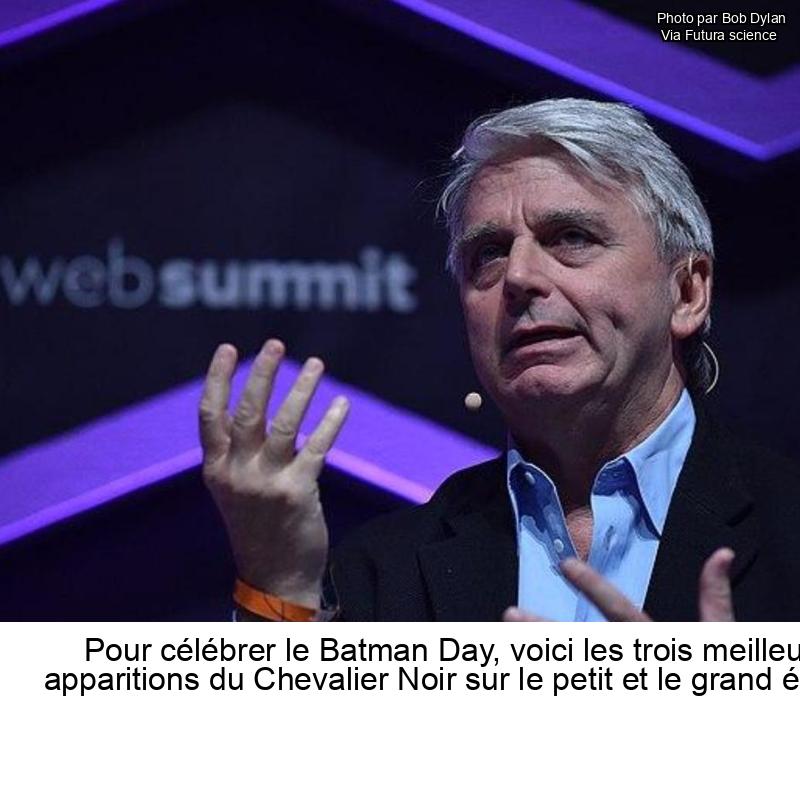 Photo par Bob Dylan
Via Futura science
websummit
Pour célébrer le Batman Day, voici les trois meilleu
apparitions du Chevalier Noir sur le petit et le grand é